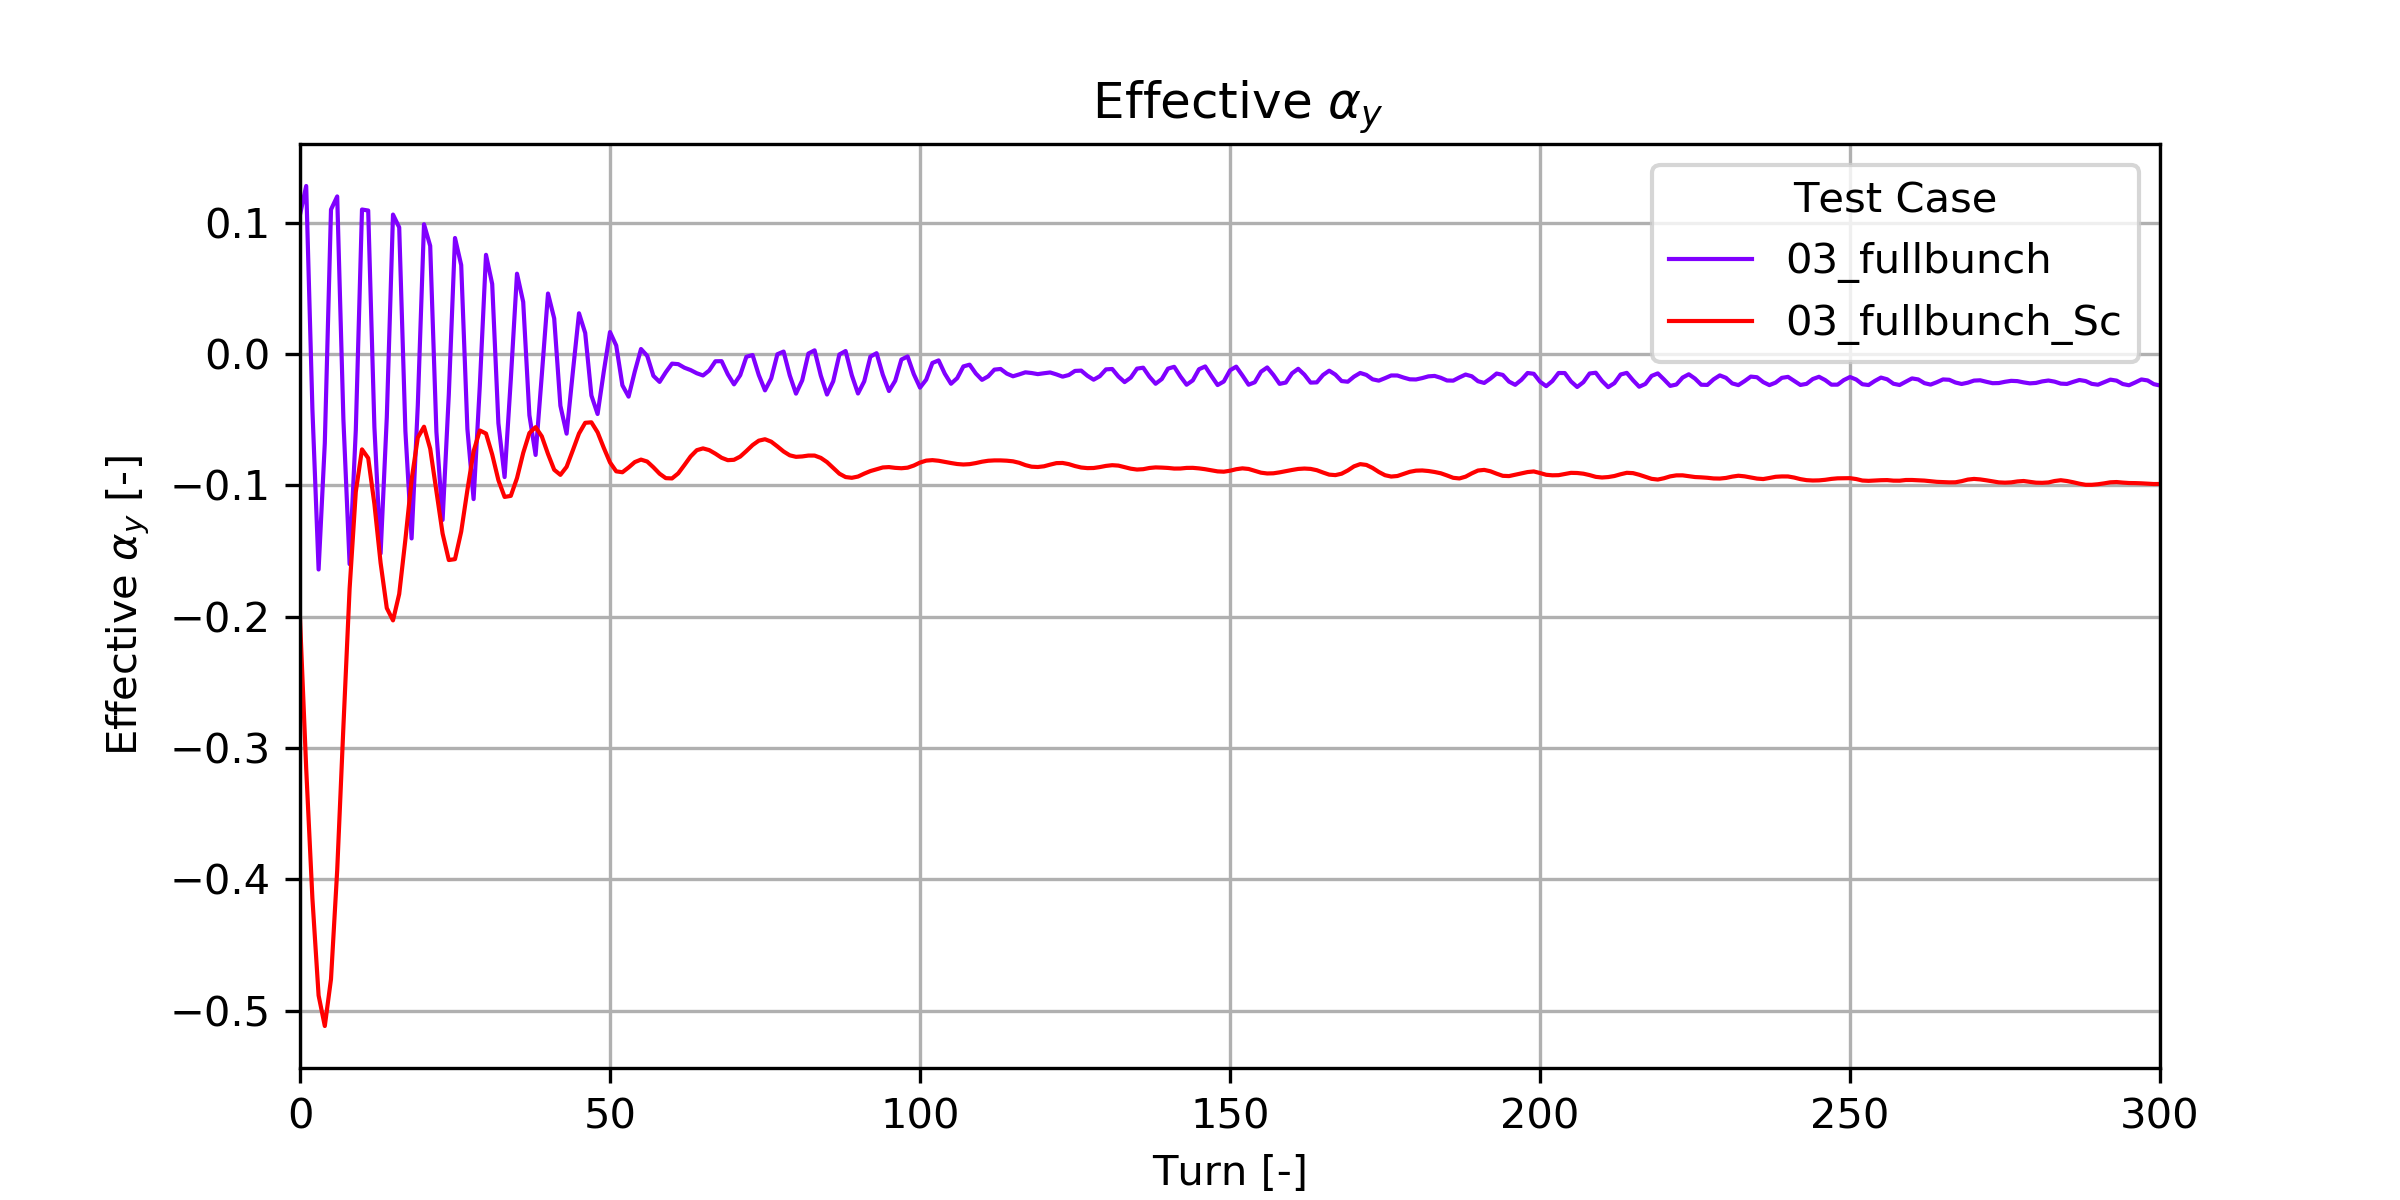 Effective αy
Test Case
03_fullbunch
03_fullbunch_Sc
0.1
0.0
−0.1
−0.2
−0.3
−0.4
−0.5
Effective αy [-]
0 50 100 150 200 250 300
Turn [-]